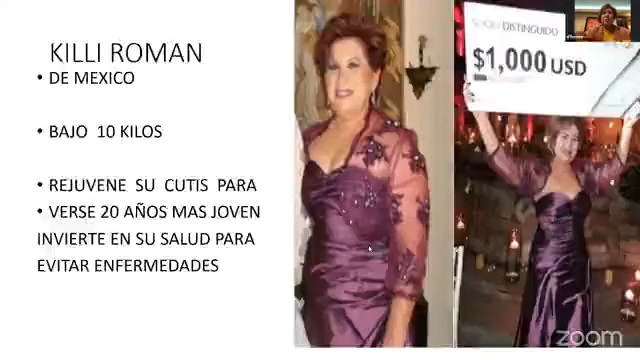 KILLI ROMAN
• DE MEXICO
• BAJO 10 KILOS
• REJUVENE SU CUTIS PARA
• VERSE 20 AÑOS MAS JOVEN
INVIERTE EN SU SALUD PARA
EVITAR ENFERMEDADES
DISTINGUIDO
$1,000 USD
zoom